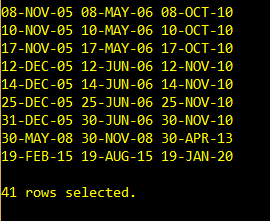 08-NOV-05 08-MAY-06 08-OCT-10
10-NOV-05 10-MAY-06 10-OCT-10
17-NOV-05 17-MAY-06 17-OCT-10
12-DEC-05 12-JUN-06 12-NOV-10
14-DEC-05 14-JUN-06 14-NOV-10
25-DEC-05 25-JUN-06 25-NOV-10
31-DEC-05 30-JUN-06 30-NOV-10
30-MAY-08 30-NOV-08 30-APR-13
19-FEB-15 19-AUG-15 19-JAN-20
41 rows selected.